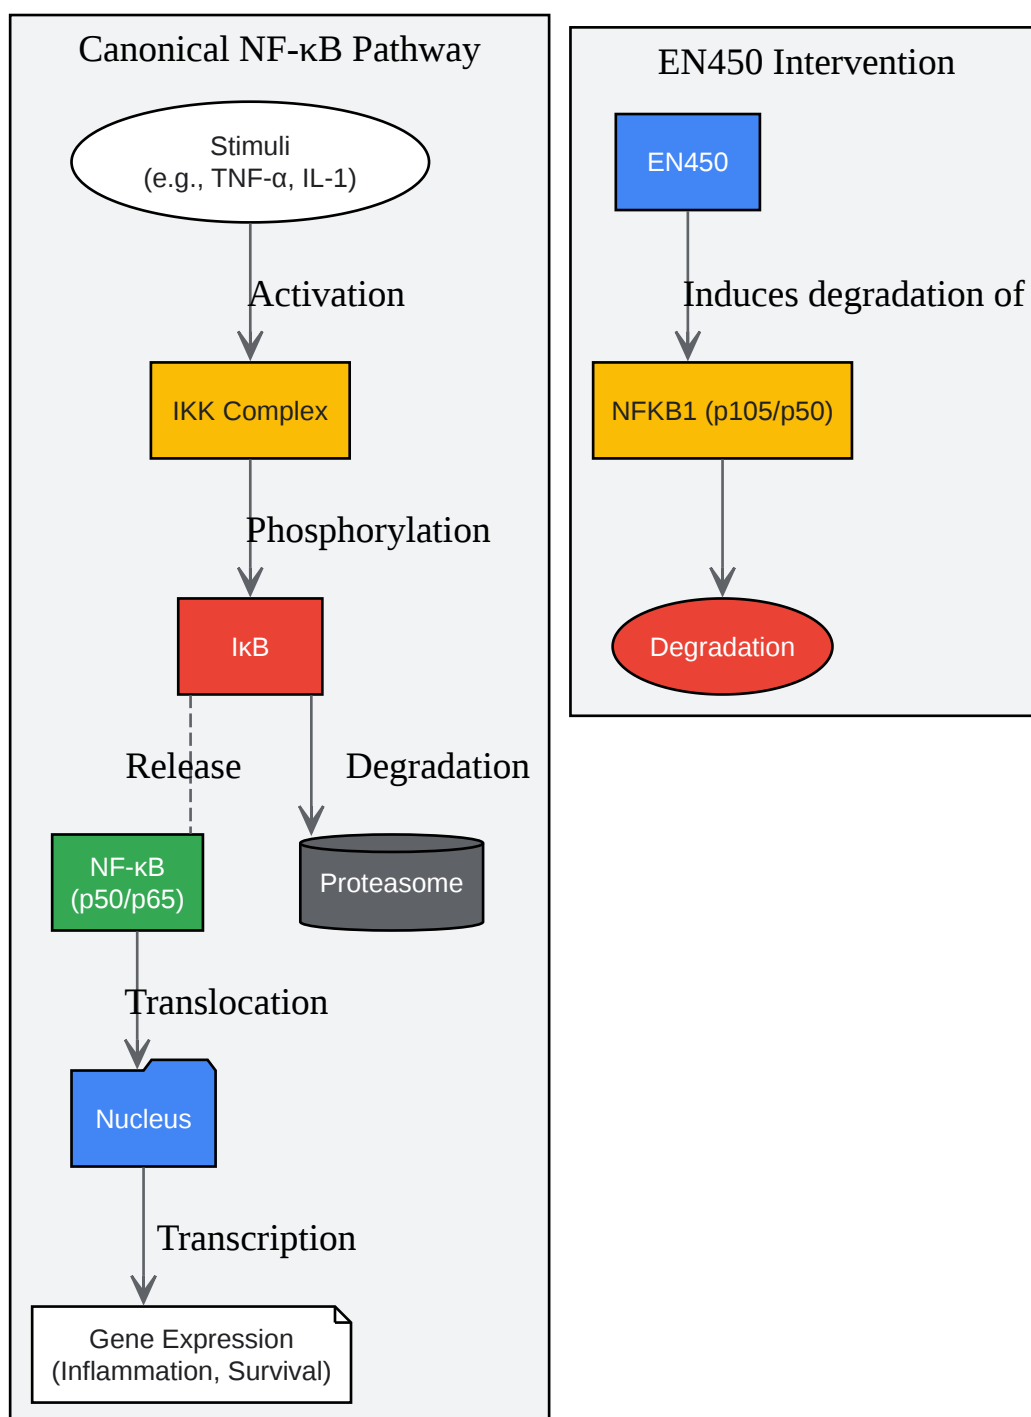 Canonical NF-κB Pathway
Stimuli
(e.g., TNF-α, IL-1)
Activation
IKK Complex
Phosphorylation
IκB
Release
Degradation
NF-κB
(p50/p65)
Proteasome
Translocation
Nucleus
Transcription
Gene Expression
(Inflammation, Survival)
EN450 Intervention
EN450
Induces degradation of
NFKB1 (p105/p50)
Degradation